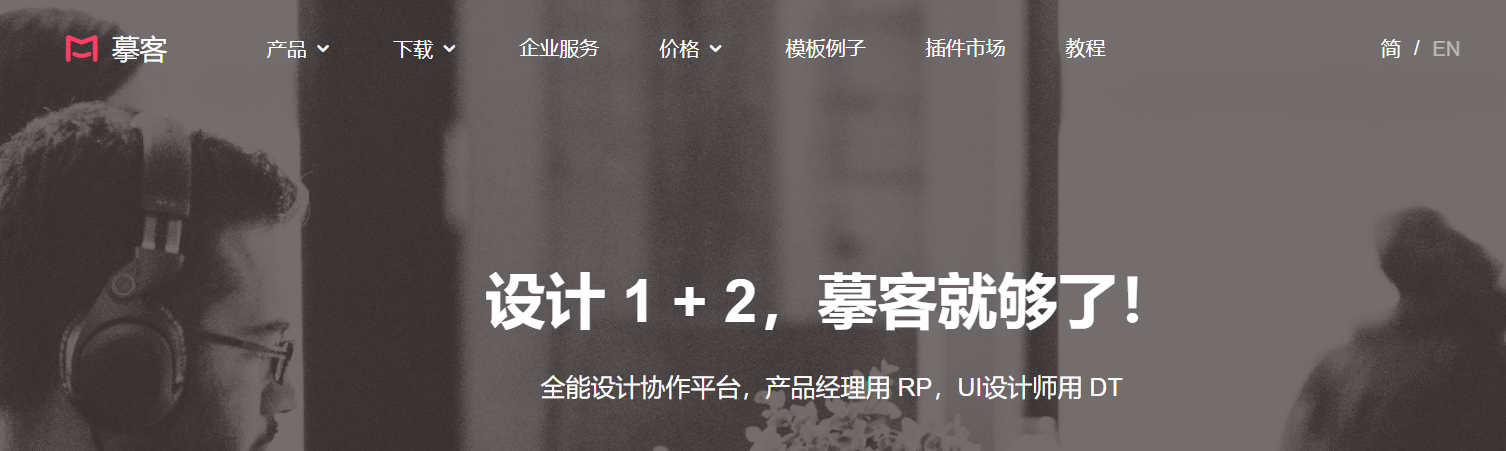 摹客 产品 下载 企业服务 价格 模板例子 插件市场 教程 简 / EN
设计 1 + 2，摹客就够了！
全能设计协作平台，产品经理用 RP，UI设计师用 DT